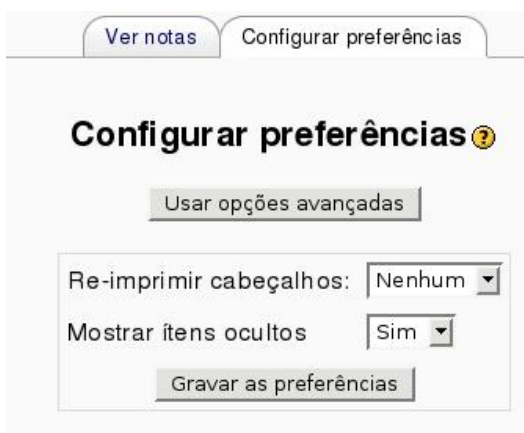 Ver notas Configurar preferências
Configurar preferências ?
Usar opções avançadas
Re-imprimir cabeçalhos: Nenhum
Mostrar ítens ocultos Sim
Gravar as preferências